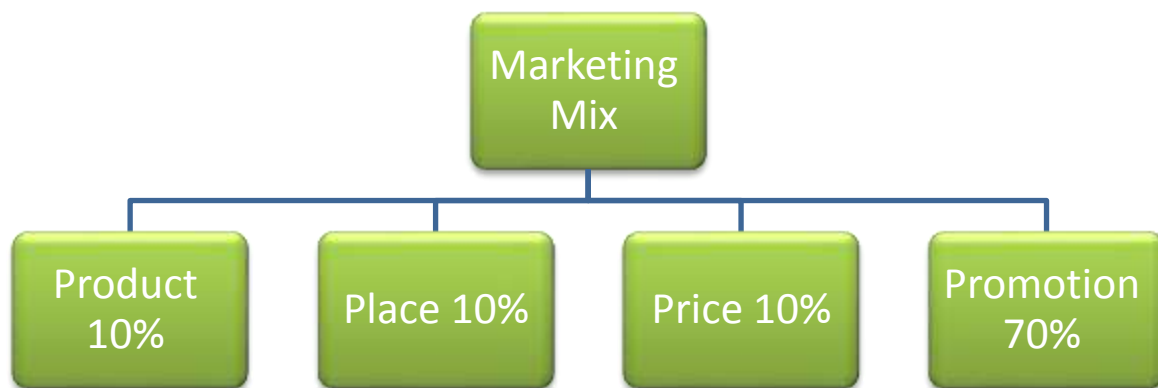 Marketing
Mix
Product
10%
Place 10%
Price 10%
Promotion
70%